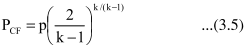 P_CF = p(2/(k−1))^(k/(k−1)) ...(3.5)